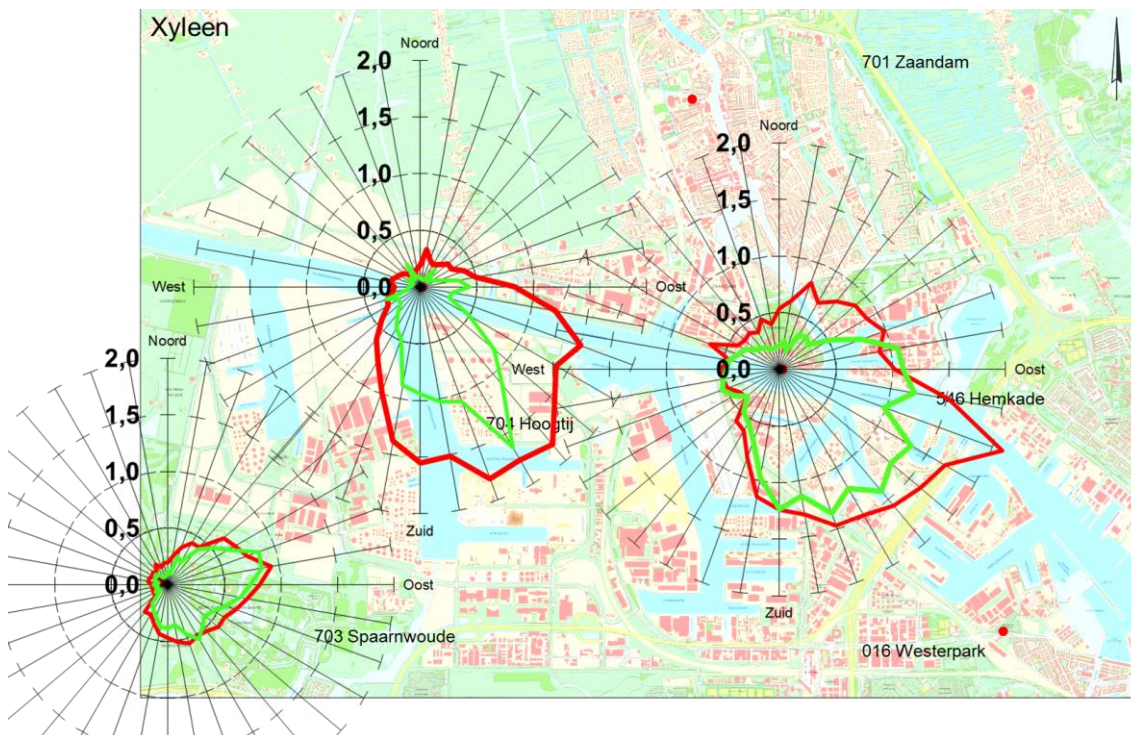 Xyleen
Noord
2,0
1,5
1,0
0,5
0,0
West
Oost
Zuid
704 Hoogtij
701 Zaandam
Noord
2,0
1,5
1,0
0,5
0,0
West
Oost
Zuid
546 Hemkade
Noord
2,0
1,5
1,0
0,5
0,0
Oost
703 Spaarnwoude
016 Westerpark